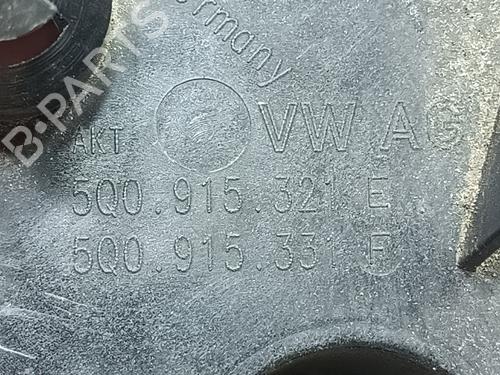 Germany
B-PARTS
AKT
VW AG
5Q0.915.321 E
5Q0.915.331 F